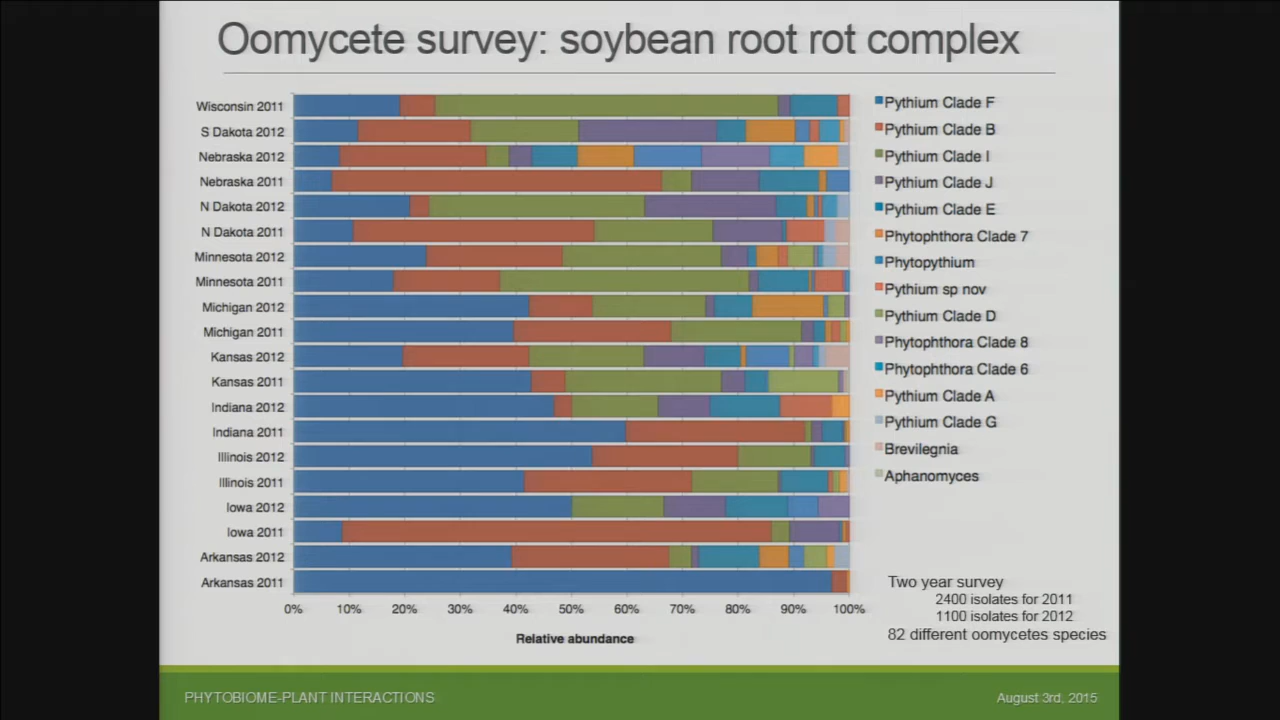 Oomycete survey: soybean root rot complex
Wisconsin 2011
S Dakota 2012
Nebraska 2012
Nebraska 2011
N Dakota 2012
N Dakota 2011
Minnesota 2012
Minnesota 2011
Michigan 2012
Michigan 2011
Kansas 2012
Kansas 2011
Indiana 2012
Indiana 2011
Illinois 2012
Illinois 2011
Iowa 2012
Iowa 2011
Arkansas 2012
Arkansas 2011
0% 10% 20% 30% 40% 50% 60% 70% 80% 90% 100%
Relative abundance
Pythium Clade F
Pythium Clade B
Pythium Clade I
Pythium Clade J
Pythium Clade E
Phytophthora Clade 7
Phytopythium
Pythium sp nov
Pythium Clade D
Phytophthora Clade 8
Phytophthora Clade 6
Pythium Clade A
Pythium Clade G
Brevilegnia
Aphanomyces
Two year survey
2400 isolates for 2011
1100 isolates for 2012
82 different oomycetes species
PHYTOBIOME-PLANT INTERACTIONS
August 3rd, 2015